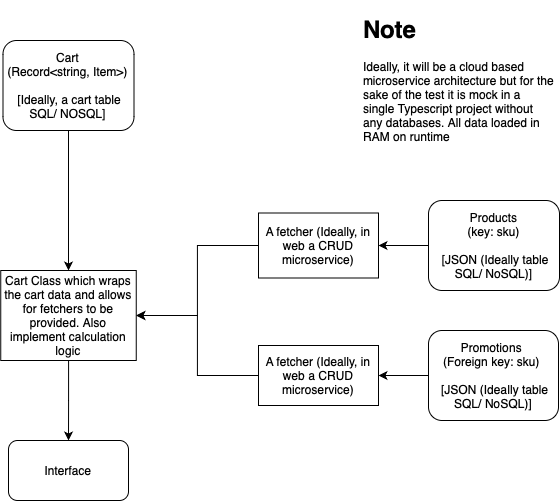 Note
Ideally, it will be a cloud based
microservice architecture but for the
sake of the test it is mock in a
single Typescript project without
any databases. All data loaded in
RAM on runtime
Cart
(Record<string, Item>)
[Ideally, a cart table
SQL/ NOSQL]
Products
(key: sku)
[JSON (Ideally table
SQL/ NoSQL)]
A fetcher (Ideally, in
web a CRUD
microservice)
Cart Class which wraps
the cart data and allows
for fetchers to be
provided. Also
implement calculation
logic
Promotions
(Foreign key: sku)
[JSON (Ideally table
SQL/ NoSQL)]
A fetcher (Ideally, in
web a CRUD
microservice)
Interface